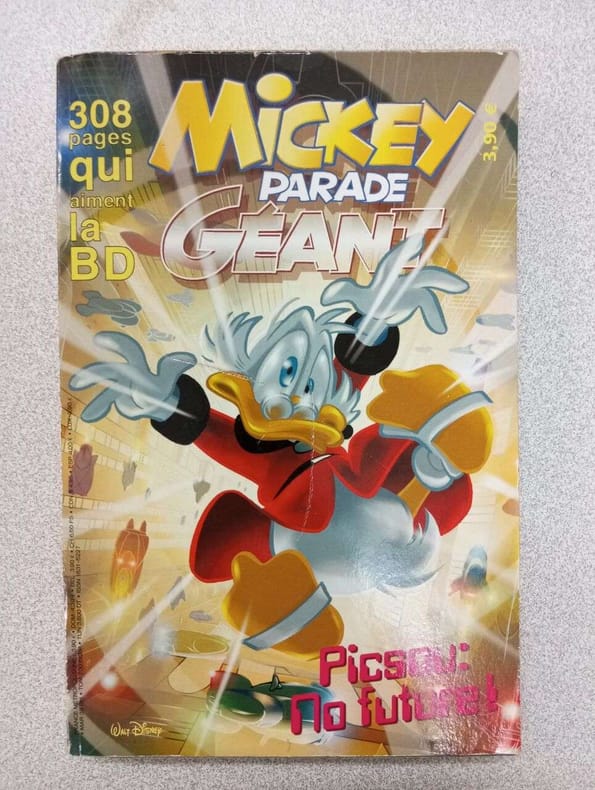 308
pages
qui
aiment
la
BD
MICKEY
PARADE
GÉANT
3,90 €
Picsou:
No future!
WALT DISNEY